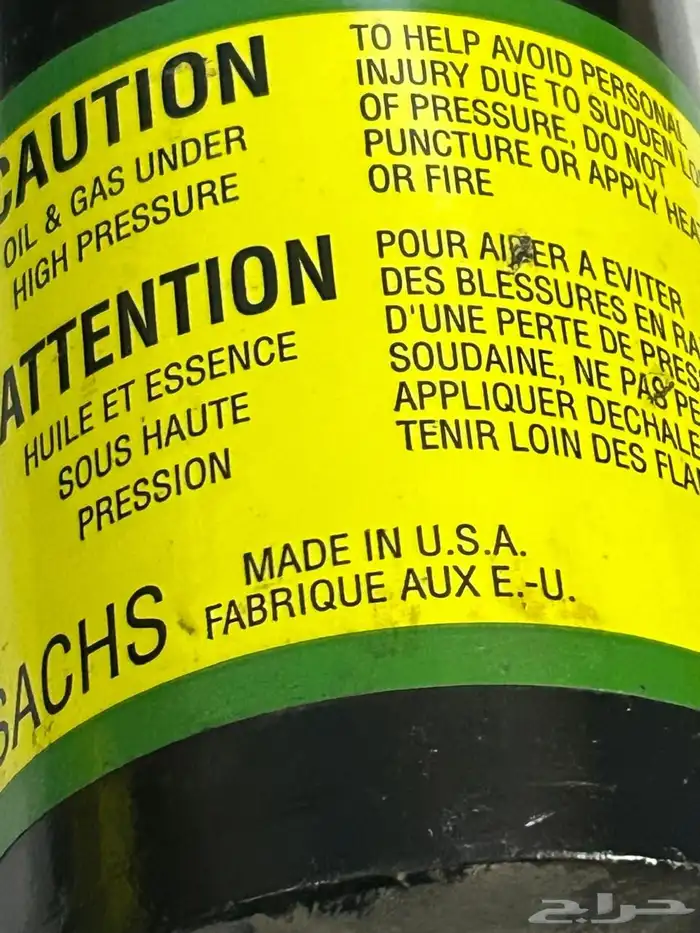 CAUTION
OIL & GAS UNDER
HIGH PRESSURE
TO HELP AVOID PERSONAL
INJURY DUE TO SUDDEN
OF PRESSURE, DO NOT
PUNCTURE OR APPLY
OR FIRE
ATTENTION
HUILE ET ESSENCE
SOUS HAUTE
PRESSION
POUR AIDER A EVITER
DES BLESSURES EN
D'UNE PERTE DE
SOUDAINE, NE PAS
APPLIQUER
TENIR LOIN DES
MADE IN U.S.A.
FABRIQUE AUX E.-U.
SACHS
حراج